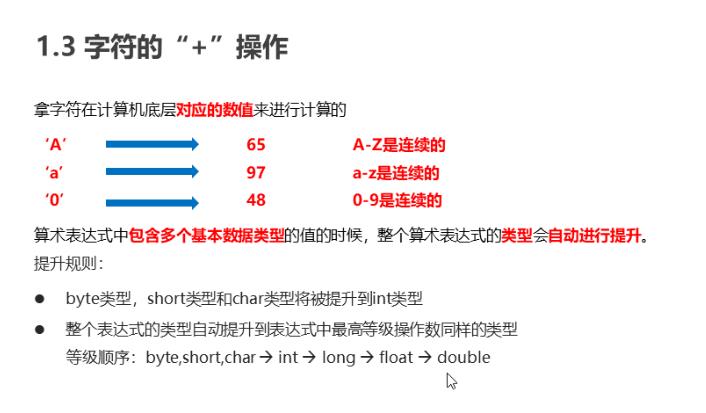 1.3 字符的“+”操作
拿字符在计算机底层对应的数值来进行计算的
‘A’ 65 A-Z是连续的
‘a’ 97 a-z是连续的
‘0’ 48 0-9是连续的
算术表达式中包含多个基本数据类型的值的时候，整个算术表达式的类型会自动进行提升。
提升规则：
● byte类型，short类型和char类型将被提升到int类型
● 整个表达式的类型自动提升到表达式中最高等级操作数同样的类型
等级顺序：byte,short,char → int → long → float → double